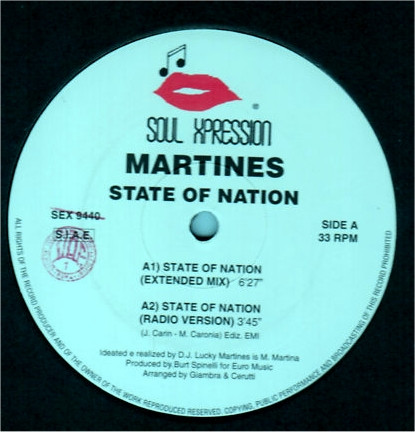 ®
SOUL XPRESSION
MARTINES
STATE OF NATION
SEX 9440
S.I.A.E.
SIDE A
33 RPM
A1) STATE OF NATION
(EXTENDED MIX) 6'27"
A2) STATE OF NATION
(RADIO VERSION) 3'45"
(J. Carin - M. Caronia) Ediz. EMI
Ideated e realized by D.J. Lucky Martines is M. Martina
Produced by Burt Spinelli for Euro Music
Arranged by Giambra & Cerutti
ALL RIGHTS OF THE RECORD PRODUCER AND OF THE OWNER OF THE WORK REPRODUCED RESERVED. COPYING, PUBLIC PERFORMANCE AND BROADCASTING OF THIS RECORD PROHIBITED